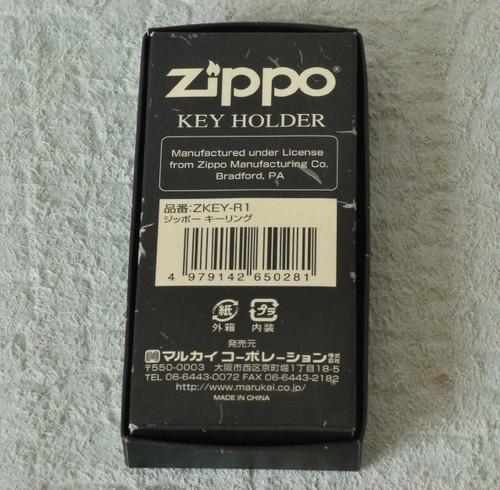 zippo®
KEY HOLDER
Manufactured under License
from Zippo Manufacturing Co.
Bradford, PA
品番:ZKEY-R1
ジッポー キーリング
4 979142 650281
紙 プラ
外箱 内装
発売元
マルカイ コーポレーション株式会社
〒550-0003 大阪市西区京町堀1丁目18-5
TEL 06-6443-0072 FAX 06-6443-2182
http://www.marukai.co.jp/
MADE IN CHINA